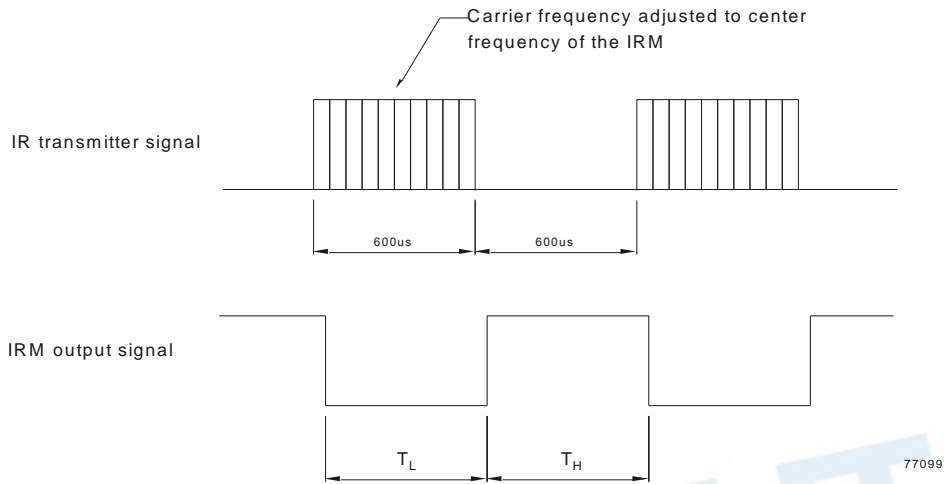 Carrier frequency adjusted to center
frequency of the IRM
IR transmitter signal
600us
600us
IRM output signal
TL
TH
77099